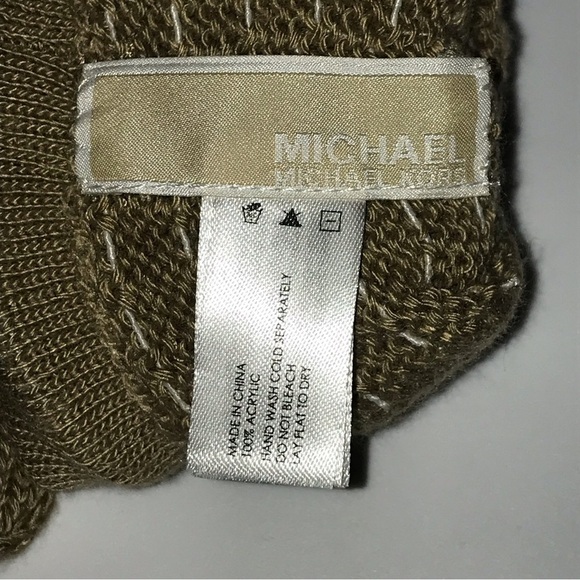 MICHAEL
MICHAEL KORS
MADE IN CHINA
100% ACRYLIC
HAND WASH COLD SEPARATELY
DO NOT BLEACH
LAY FLAT TO DRY